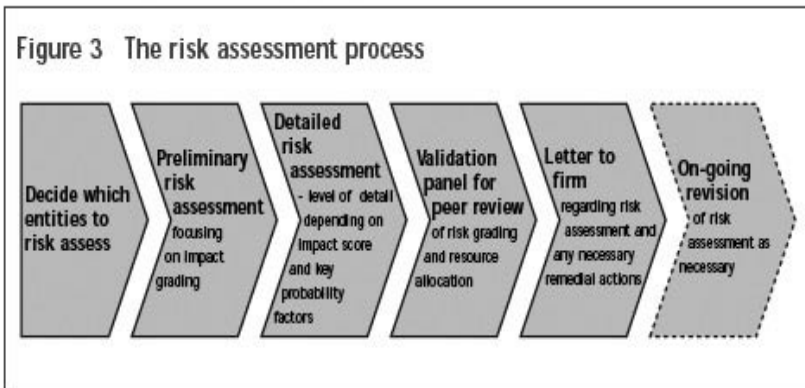 Figure 3 The risk assessment process
Decide which
entities to
risk assess
Preliminary
risk
assessment
focusing
on impact
grading
Detailed
risk
assessment
- level of detail
depending on
impact score
and key
probability
factors
Validation
panel for
peer review
of risk grading
and resource
allocation
Letter to
firm
regarding risk
assessment and
any necessary
remedial actions
On-going
revision
of risk
assessment as
necessary